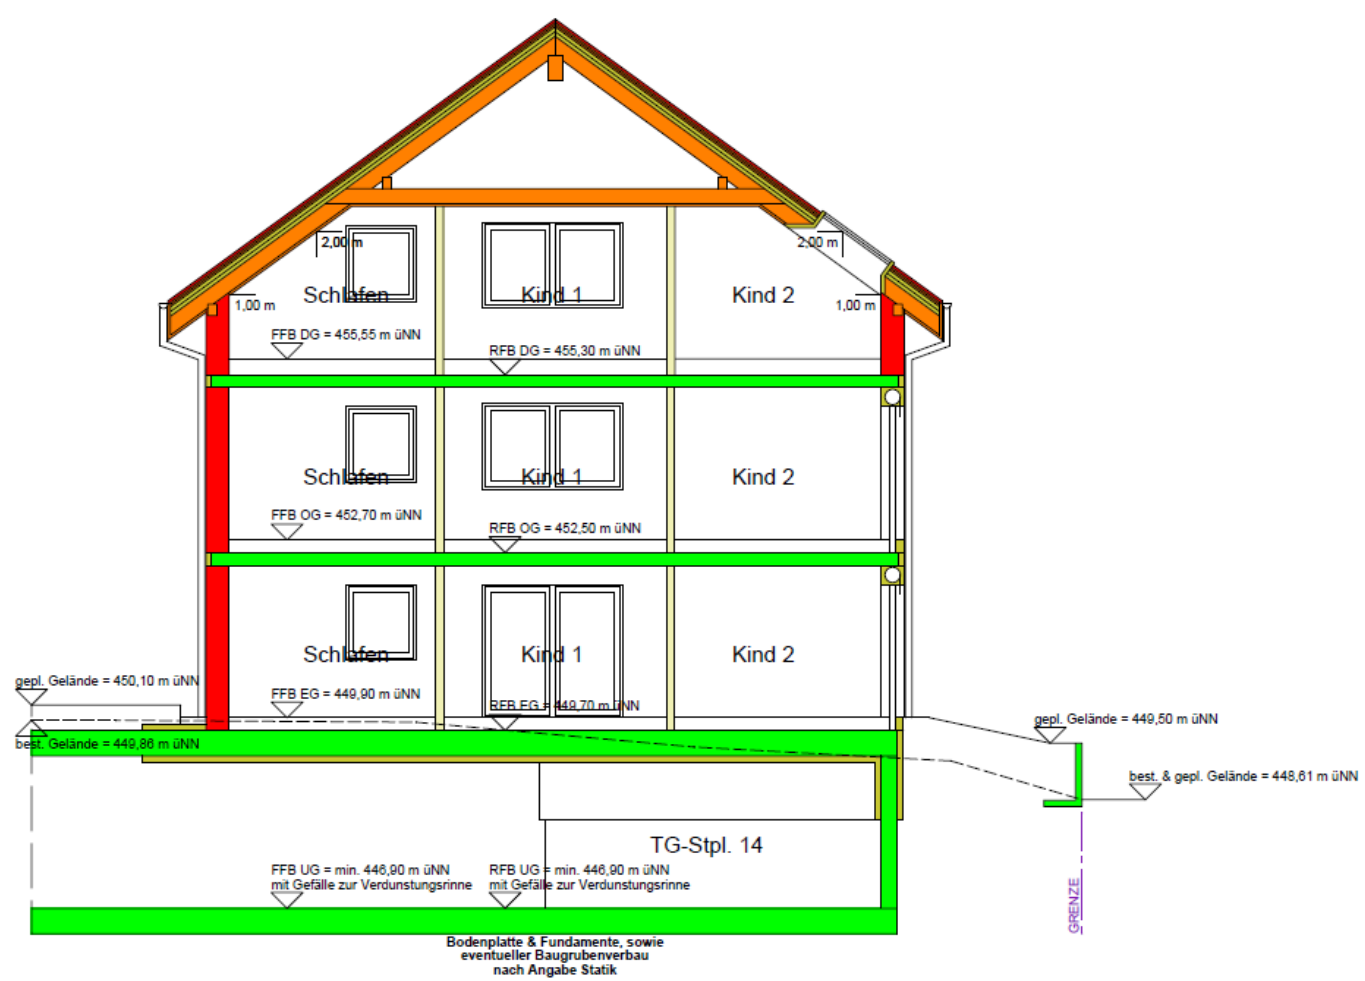 2,00 m
2,00 m
Schlafen
Kind 1
Kind 2
1,00 m
1,00 m
FFB DG = 455,55 m üNN
RFB DG = 455,30 m üNN
Schlafen
Kind 1
Kind 2
FFB OG = 452,70 m üNN
RFB OG = 452,50 m üNN
Schlafen
Kind 1
Kind 2
gepl. Gelände = 450,10 m üNN
FFB EG = 449,90 m üNN
RFB EG = 449,70 m üNN
gepl. Gelände = 449,50 m üNN
best. Gelände = 449,86 m üNN
best. & gepl. Gelände = 448,61 m üNN
TG-Stpl. 14
FFB UG = min. 446,90 m üNN
mit Gefälle zur Verdunstungsrinne
RFB UG = min. 446,90 m üNN
mit Gefälle zur Verdunstungsrinne
GRENZE
Bodenplatte & Fundamente, sowie
eventueller Baugrubenverbau
nach Angabe Statik